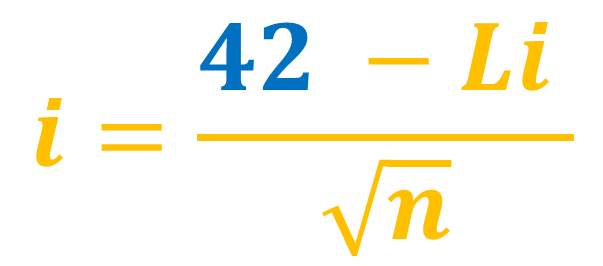 i = (42 − Li) / √n